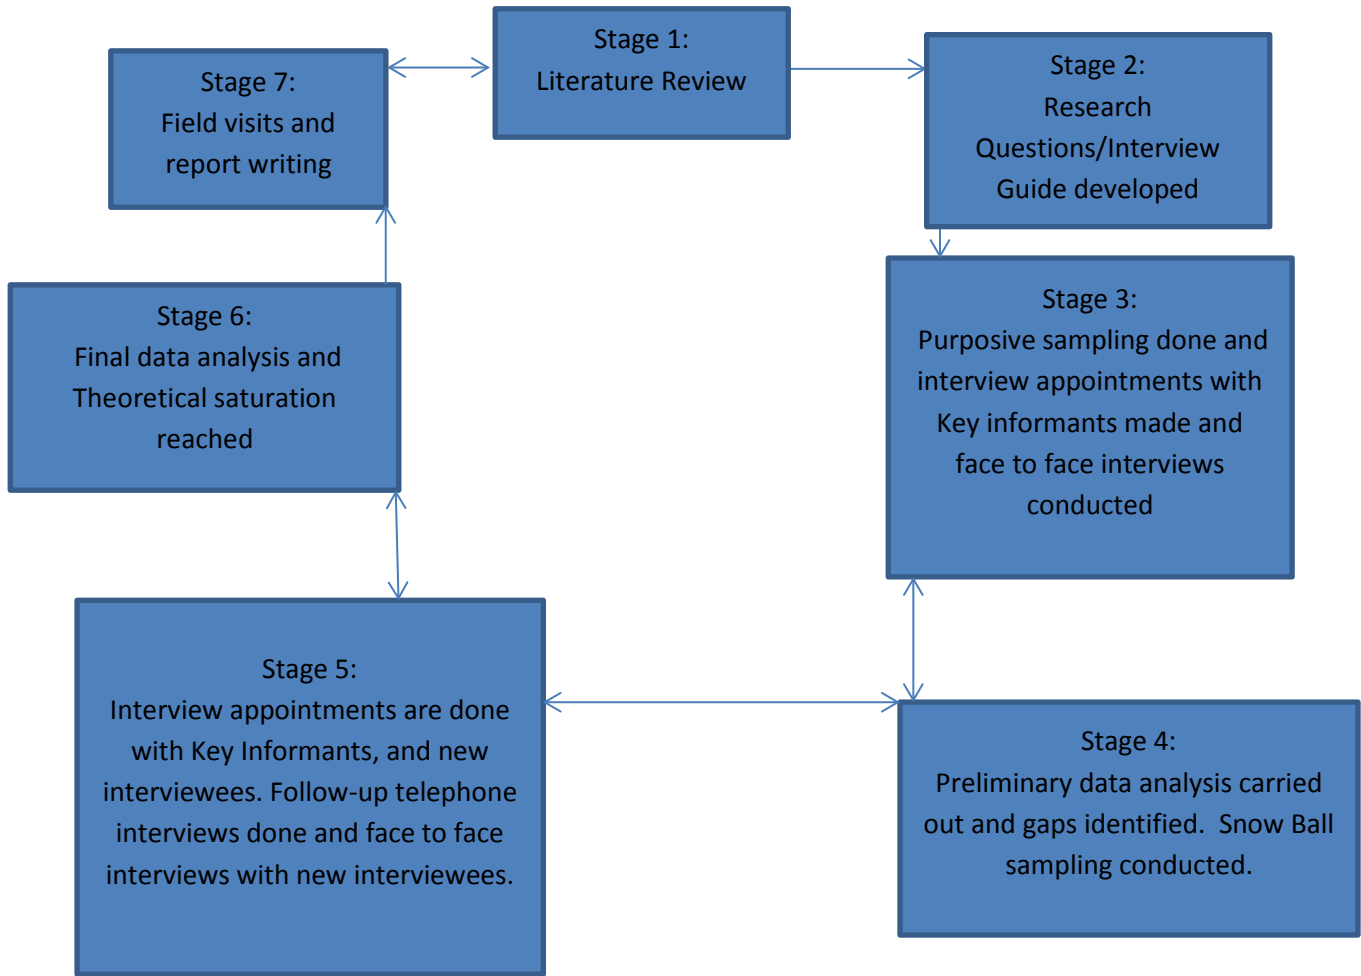 Stage 1:
Literature Review
Stage 2:
Research
Questions/Interview
Guide developed
Stage 3:
Purposive sampling done and
interview appointments with
Key informants made and
face to face interviews
conducted
Stage 4:
Preliminary data analysis carried
out and gaps identified.  Snow Ball
sampling conducted.
Stage 5:
Interview appointments are done
with Key Informants, and new
interviewees. Follow-up telephone
interviews done and face to face
interviews with new interviewees.
Stage 6:
Final data analysis and
Theoretical saturation
reached
Stage 7:
Field visits and
report writing